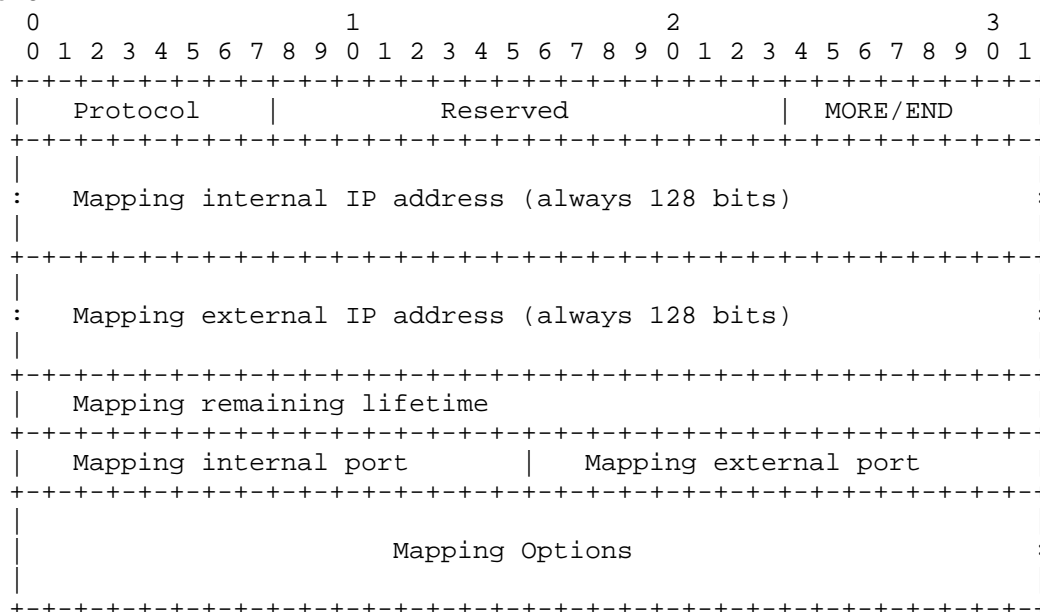 0                   1                   2                   3
0 1 2 3 4 5 6 7 8 9 0 1 2 3 4 5 6 7 8 9 0 1 2 3 4 5 6 7 8 9 0 1
+-+-+-+-+-+-+-+-+-+-+-+-+-+-+-+-+-+-+-+-+-+-+-+-+-+-+-+-+-+-+-+-
| Protocol | Reserved | MORE/END
+-+-+-+-+-+-+-+-+-+-+-+-+-+-+-+-+-+-+-+-+-+-+-+-+-+-+-+-+-+-+-+-
|
: Mapping internal IP address (always 128 bits) :
|
+-+-+-+-+-+-+-+-+-+-+-+-+-+-+-+-+-+-+-+-+-+-+-+-+-+-+-+-+-+-+-+-
|
: Mapping external IP address (always 128 bits) :
|
+-+-+-+-+-+-+-+-+-+-+-+-+-+-+-+-+-+-+-+-+-+-+-+-+-+-+-+-+-+-+-+-
| Mapping remaining lifetime
+-+-+-+-+-+-+-+-+-+-+-+-+-+-+-+-+-+-+-+-+-+-+-+-+-+-+-+-+-+-+-+-
| Mapping internal port | Mapping external port
+-+-+-+-+-+-+-+-+-+-+-+-+-+-+-+-+-+-+-+-+-+-+-+-+-+-+-+-+-+-+-+-
|
| Mapping Options :
|
+-+-+-+-+-+-+-+-+-+-+-+-+-+-+-+-+-+-+-+-+-+-+-+-+-+-+-+-+-+-+-+-